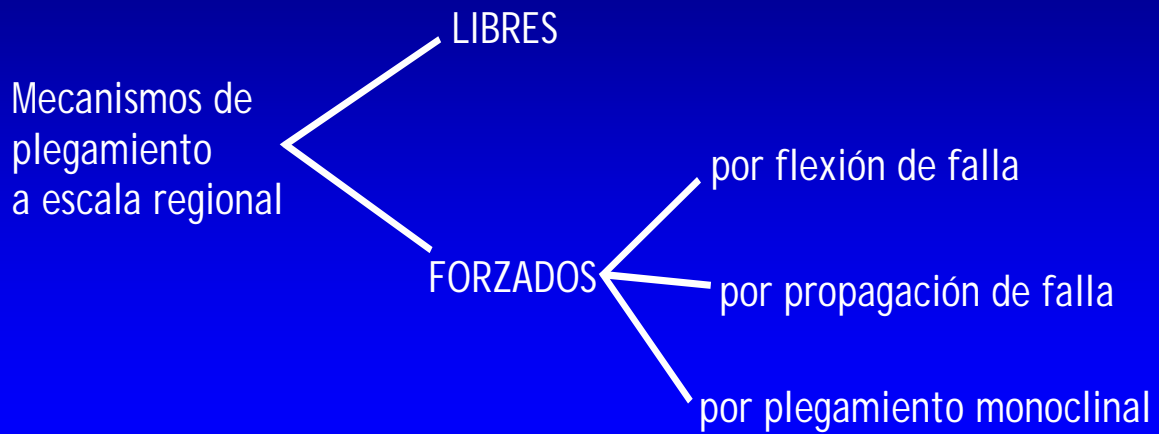 LIBRES
Mecanismos de
plegamiento
a escala regional
por flexión de falla
FORZADOS
por propagación de falla
por plegamiento monoclinal